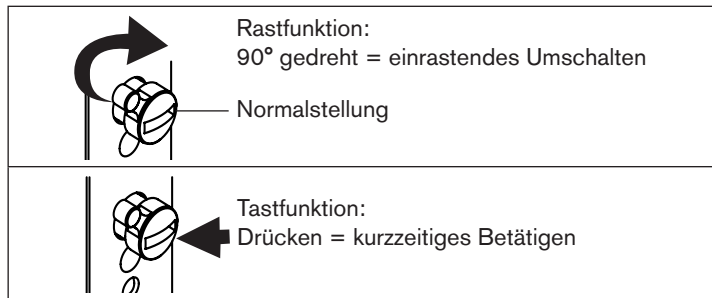 Rastfunktion:
90° gedreht = einrastendes Umschalten
Normalstellung
Tastfunktion:
Drücken = kurzzeitiges Betätigen